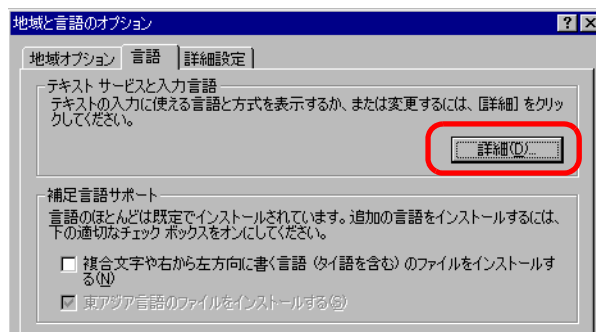 地域と言語のオプション
地域オプション 言語 詳細設定
テキスト サービスと入力言語
テキストの入力に使える言語と方式を表示するか、または変更するには、[詳細] をクリッ
クしてください。
詳細(D)...
補足言語サポート
言語のほとんどは既定でインストールされています。追加の言語をインストールするには、
下の適切なチェック ボックスをオンにしてください。
複合文字や右から左方向に書く言語 (タイ語を含む) のファイルをインストールす
る(N)
東アジア言語のファイルをインストールする(S)